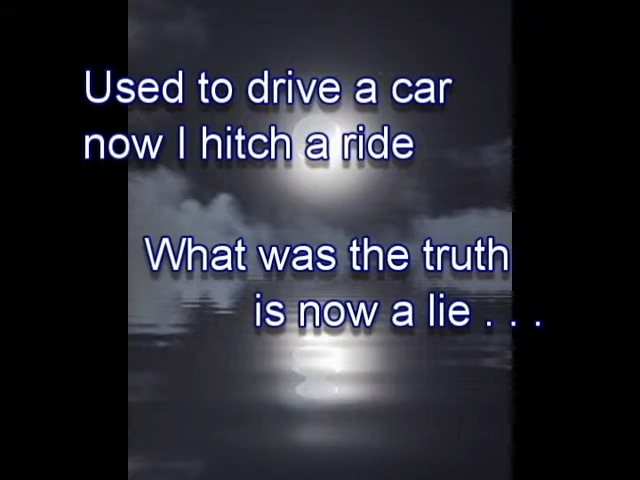 Used to drive a car
now I hitch a ride
What was the truth
is now a lie . . .